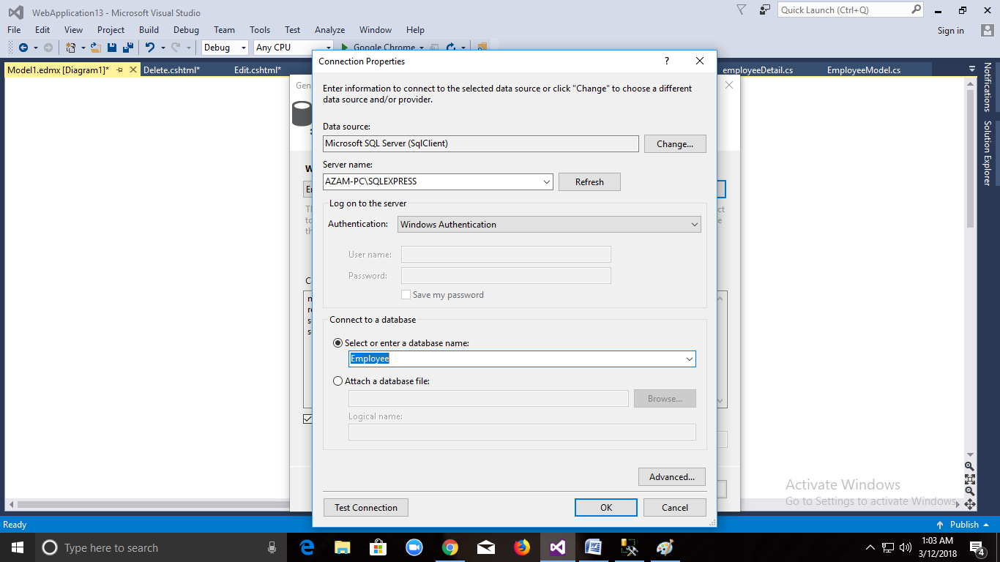 WebApplication13 - Microsoft Visual Studio
Quick Launch (Ctrl+Q)
File Edit View Project Build Debug Team Tools Test Analyze Window Help
Sign in
Debug Any CPU Google Chrome
Model1.edmx [Diagram1]* Delete.cshtml* Edit.cshtml* employeeDetail.cs EmployeeModel.cs
Notifications
Solution Explorer
Connection Properties
?
Enter information to connect to the selected data source or click "Change" to choose a different
data source and/or provider.
Data source:
Microsoft SQL Server (SqlClient)
Change...
Server name:
AZAM-PC\SQLEXPRESS
Refresh
Log on to the server
Authentication: Windows Authentication
User name:
Password:
Save my password
Connect to a database
Select or enter a database name:
Employee
Attach a database file:
Browse...
Logical name:
Advanced...
Test Connection OK Cancel
Activate Windows
Go to Settings to activate Windows.
Ready
Publish
Type here to search
1:03 AM
3/12/2018
4